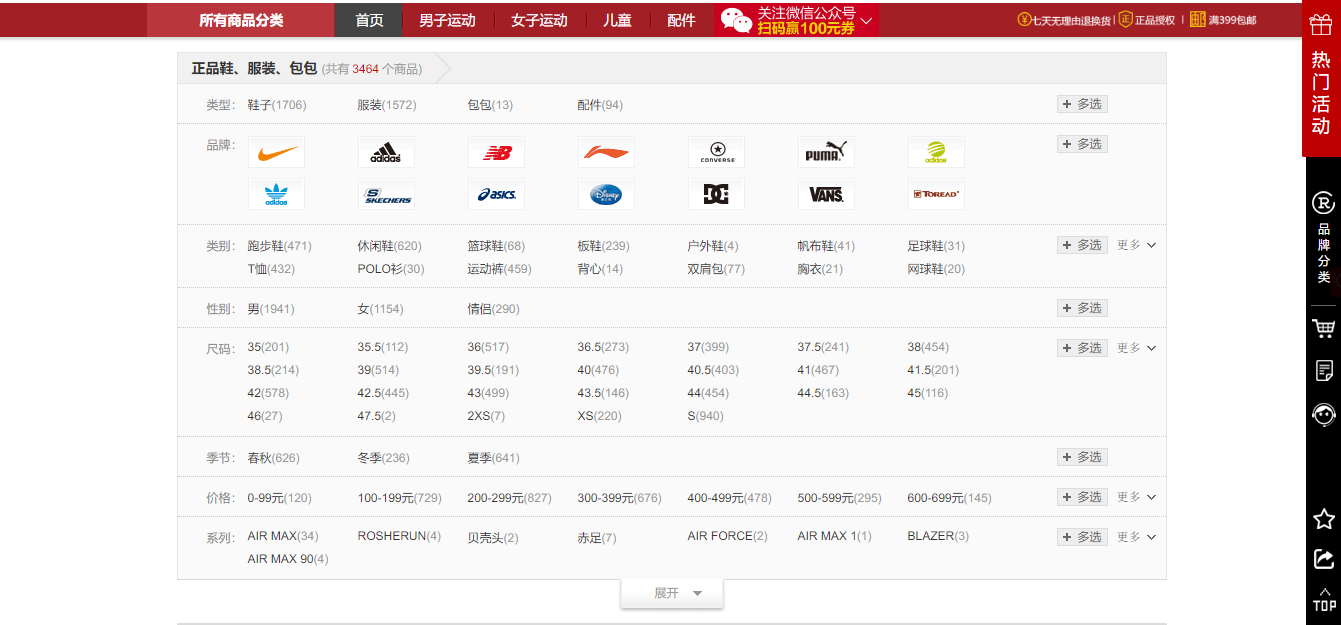 所有商品分类 首页 男子运动 女子运动 儿童 配件 关注微信公众号 七天无理由退换货 | 正 正品授权 | 满399包邮
扫码赢100元券
热门活动
正品鞋、服装、包包 (共有 3464 个商品)
类型: 鞋子(1706) 服装(1572) 包包(13) 配件(94) + 多选
品牌: adidas NB CONVERSE PUMA adidas + 多选
adidas SKECHERS asics Disney DC VANS TOREAD
R 品牌分类
类别: 跑步鞋(471) 休闲鞋(620) 篮球鞋(68) 板鞋(239) 户外鞋(4) 帆布鞋(41) 足球鞋(31) + 多选 更多
T恤(432) POLO衫(30) 运动裤(459) 背心(14) 双肩包(77) 胸衣(21) 网球鞋(20)
性别: 男(1941) 女(1154) 情侣(290) + 多选
尺码: 35(201) 35.5(112) 36(517) 36.5(273) 37(399) 37.5(241) 38(454) + 多选 更多
38.5(214) 39(514) 39.5(191) 40(476) 40.5(403) 41(467) 41.5(201)
42(578) 42.5(445) 43(499) 43.5(146) 44(454) 44.5(163) 45(116)
46(27) 47.5(2) 2XS(7) XS(220) S(940)
季节: 春秋(626) 冬季(236) 夏季(641) + 多选
价格: 0-99元(120) 100-199元(729) 200-299元(827) 300-399元(676) 400-499元(478) 500-599元(295) 600-699元(145) + 多选 更多
系列: AIR MAX(34) ROSHERUN(4) 贝壳头(2) 赤足(7) AIR FORCE(2) AIR MAX 1(1) BLAZER(3) + 多选 更多
AIR MAX 90(4)
展开
TOP